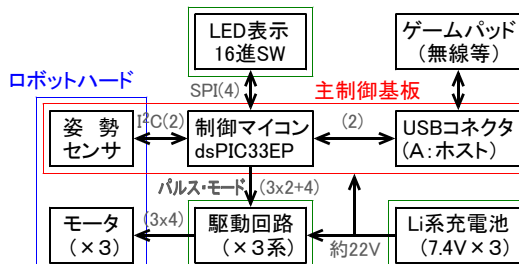 LED表示
16進SW
ゲームパッド
(無線等)
ロボットハード
SPI(4)
主制御基板
姿 勢
センサ
I²C(2)
制御マイコン
dsPIC33EP
(2)
USBコネクタ
(A:ホスト)
パルス・モード
(3x2+4)
モータ
(×3)
(3x4)
駆動回路
(×3系)
約22V
Li系充電池
(7.4V×3)